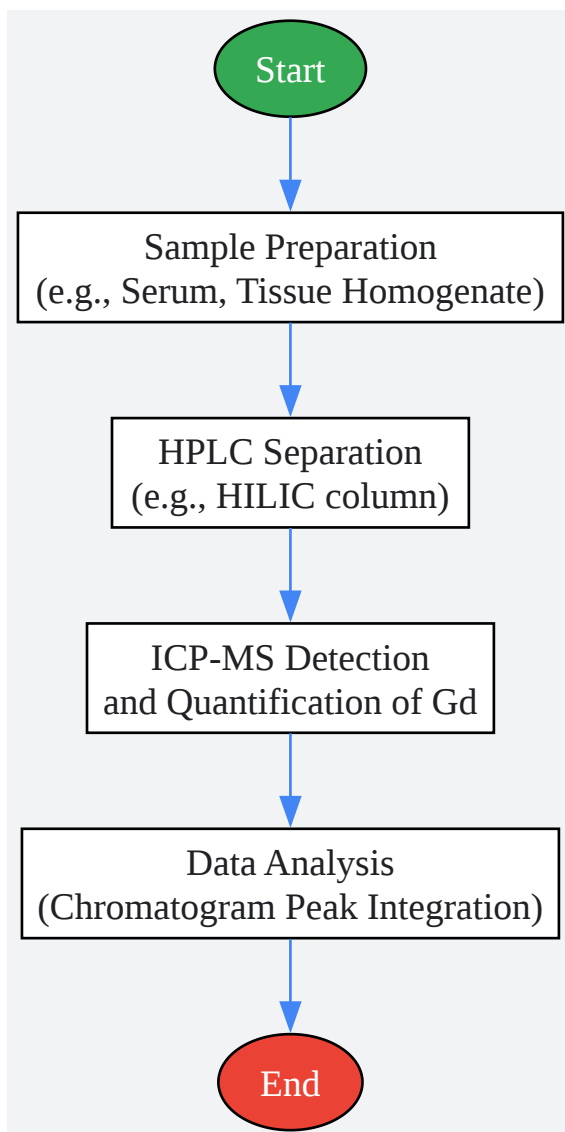 Start
Sample Preparation
(e.g., Serum, Tissue Homogenate)
HPLC Separation
(e.g., HILIC column)
ICP-MS Detection
and Quantification of Gd
Data Analysis
(Chromatogram Peak Integration)
End